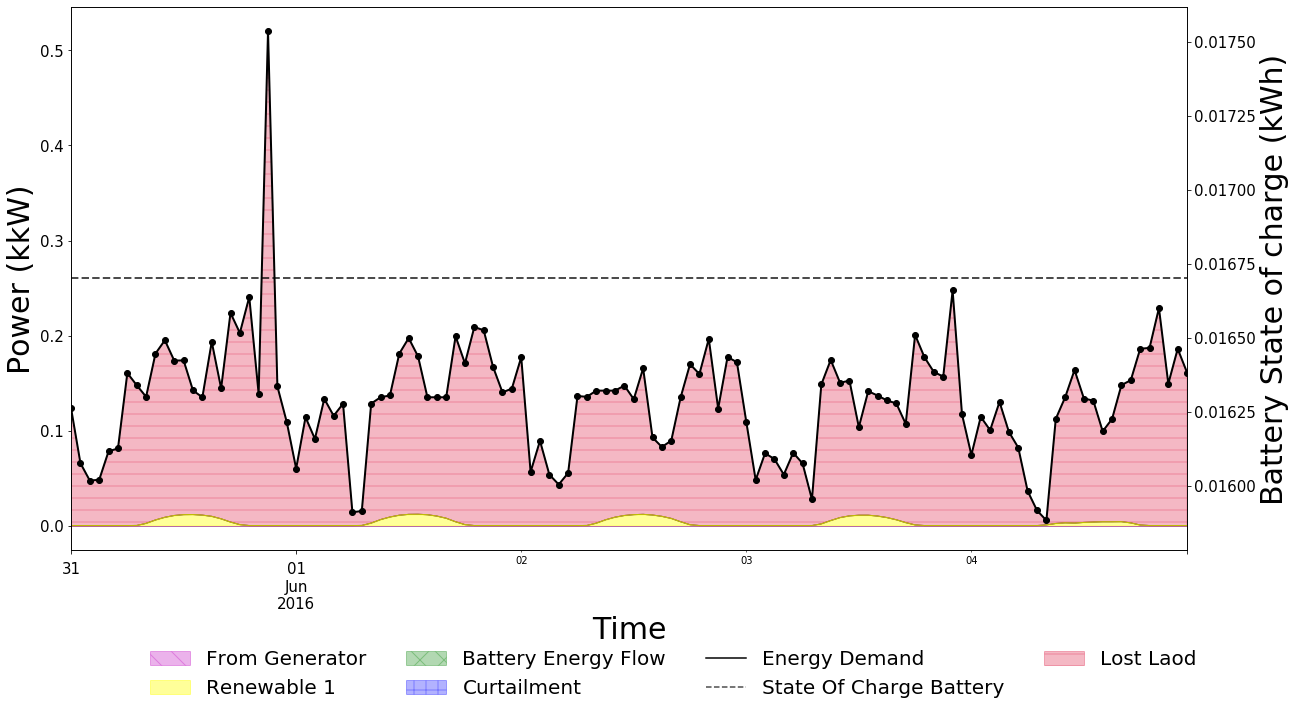 0.5
0.4
0.3
0.2
0.1
0.0
Power (kkW)
0.01750
0.01725
0.01700
0.01675
0.01650
0.01625
0.01600
Battery State of charge (kWh)
31
01
Jun
2016
02
03
04
Time
From Generator
Renewable 1
Battery Energy Flow
Curtailment
Energy Demand
State Of Charge Battery
Lost Laod